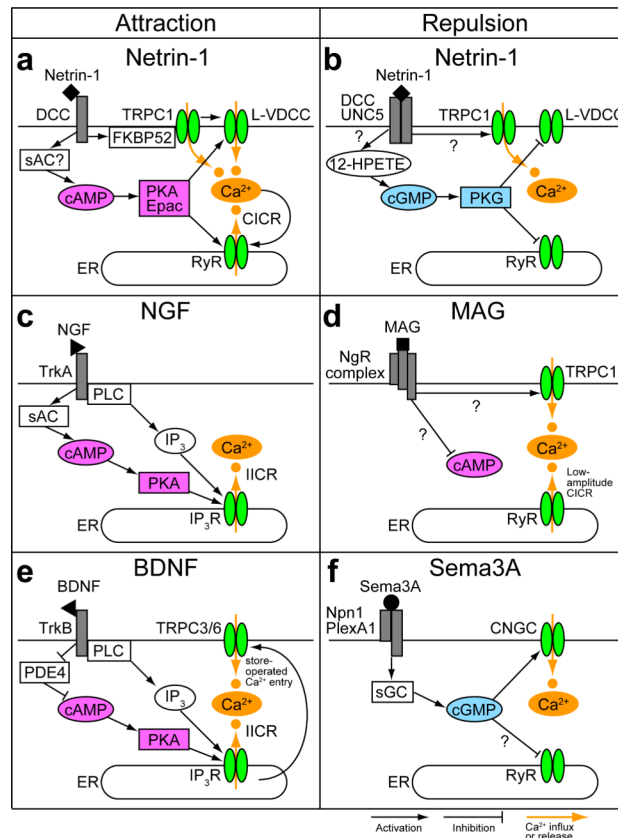 Attraction
Repulsion
a
Netrin-1
Netrin-1
DCC
TRPC1
L-VDCC
FKBP52
sAC?
cAMP
PKA
Epac
Ca²⁺
CICR
ER
RyR
b
Netrin-1
Netrin-1
DCC
UNC5
TRPC1
L-VDCC
?
?
12-HPETE
cGMP
PKG
Ca²⁺
ER
RyR
c
NGF
NGF
TrkA
PLC
sAC
IP₃
Ca²⁺
cAMP
IICR
PKA
ER
IP₃R
d
MAG
MAG
NgR
complex
TRPC1
?
?
Ca²⁺
cAMP
Low-
amplitude
CICR
ER
RyR
e
BDNF
BDNF
TrkB
TRPC3/6
PLC
PDE4
store-
operated
Ca²⁺ entry
IP₃
cAMP
Ca²⁺
IICR
PKA
ER
IP₃R
f
Sema3A
Sema3A
Npn1
PlexA1
CNGC
sGC
cGMP
Ca²⁺
?
ER
RyR
Activation
Inhibition
Ca²⁺ influx
or release